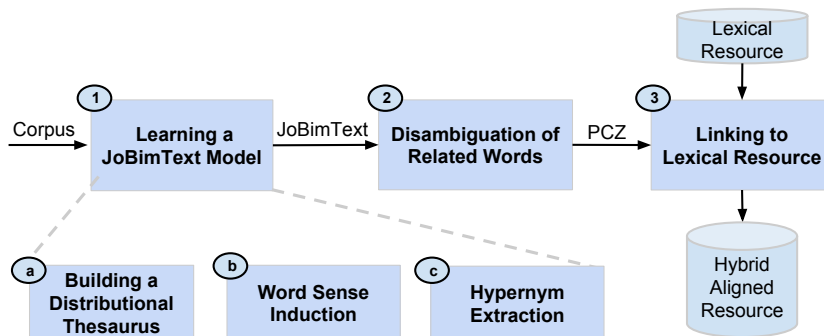 Lexical
Resource
1
2
3
Corpus
Learning a
JoBimText Model
JoBimText
Disambiguation of
Related Words
PCZ
Linking to
Lexical Resource
a
Building a
Distributional
Thesaurus
b
Word Sense
Induction
c
Hypernym
Extraction
Hybrid
Aligned
Resource